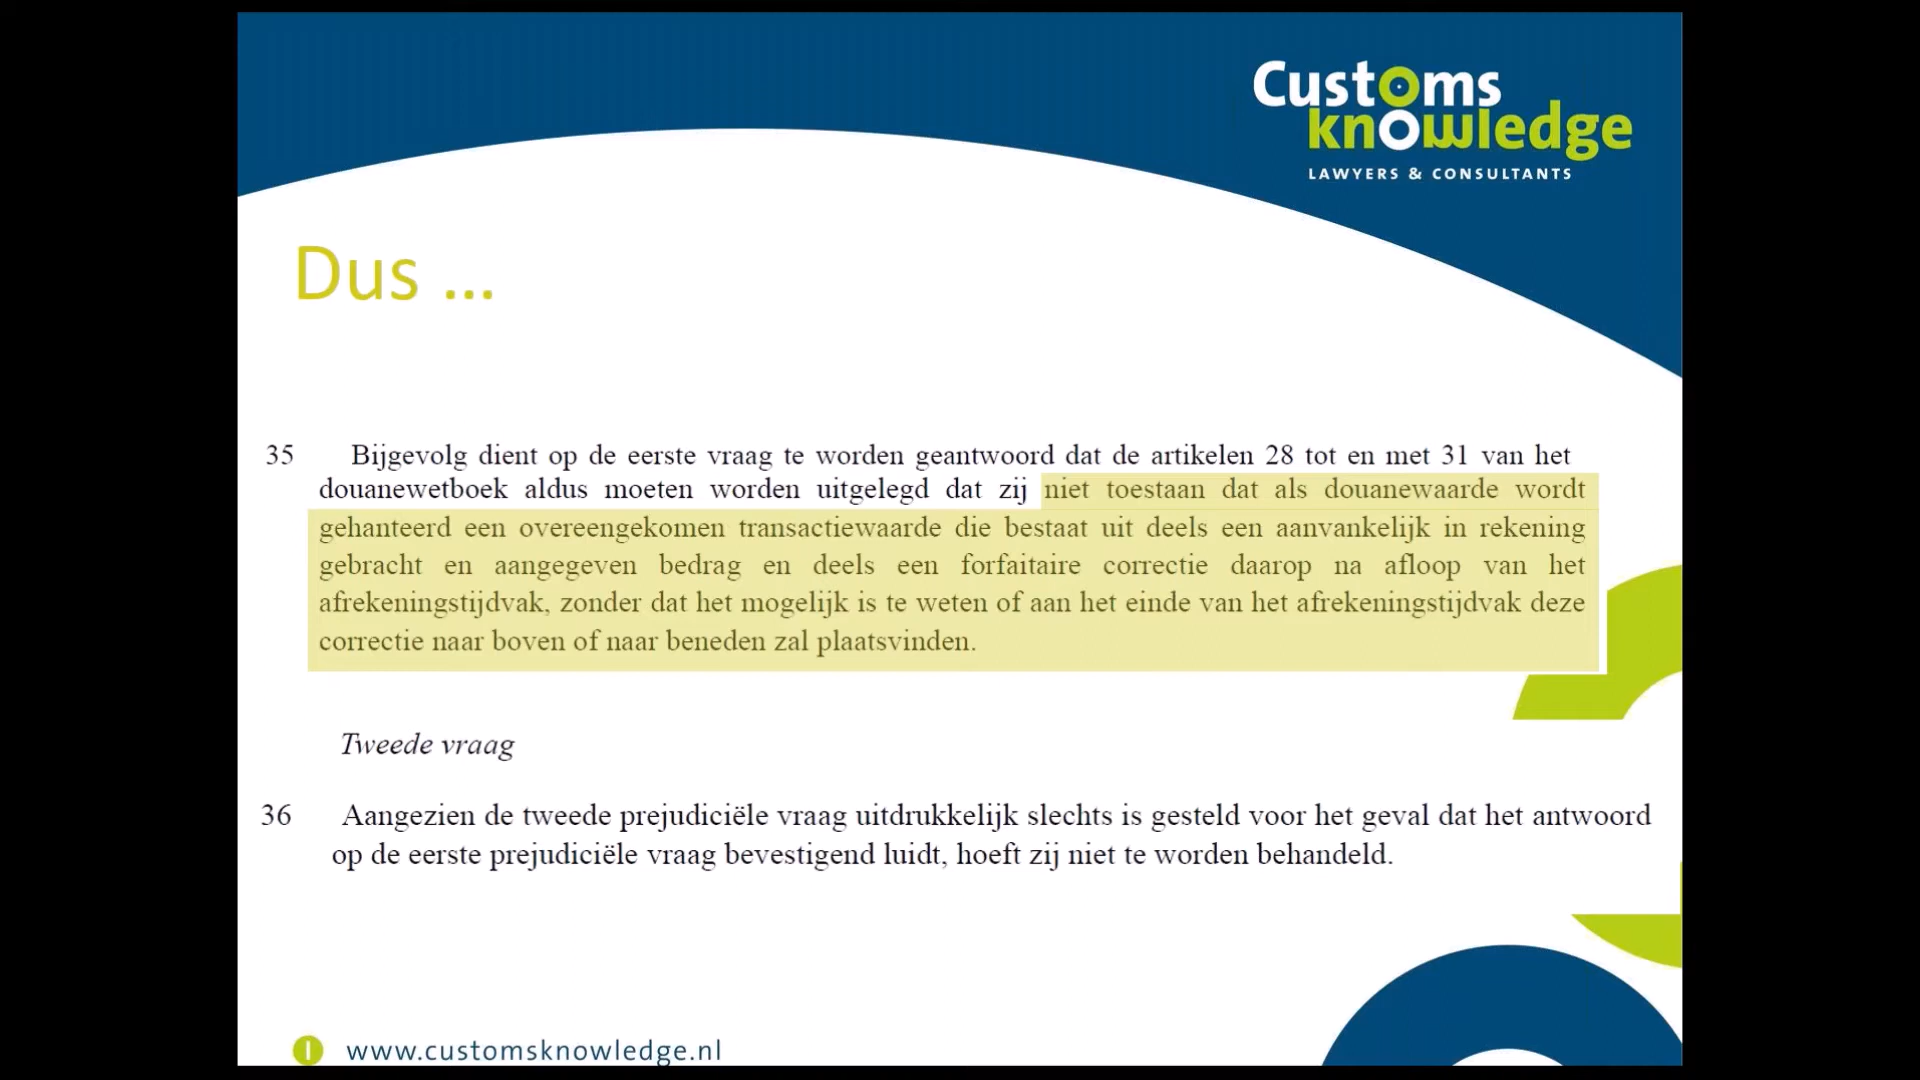 Customs
knowledge
LAWYERS & CONSULTANTS
Dus ...
35 Bijgevolg dient op de eerste vraag te worden geantwoord dat de artikelen 28 tot en met 31 van het
douanewetboek aldus moeten worden uitgelegd dat zij niet toestaan dat als douanewaarde wordt
gehanteerd een overeengekomen transactiewaarde die bestaat uit deels een aanvankelijk in rekening
gebracht en aangegeven bedrag en deels een forfaitaire correctie daarop na afloop van het
afrekeningstijdvak, zonder dat het mogelijk is te weten of aan het einde van het afrekeningstijdvak deze
correctie naar boven of naar beneden zal plaatsvinden.
Tweede vraag
36 Aangezien de tweede prejudiciële vraag uitdrukkelijk slechts is gesteld voor het geval dat het antwoord
op de eerste prejudiciële vraag bevestigend luidt, hoeft zij niet te worden behandeld.
www.customsknowledge.nl